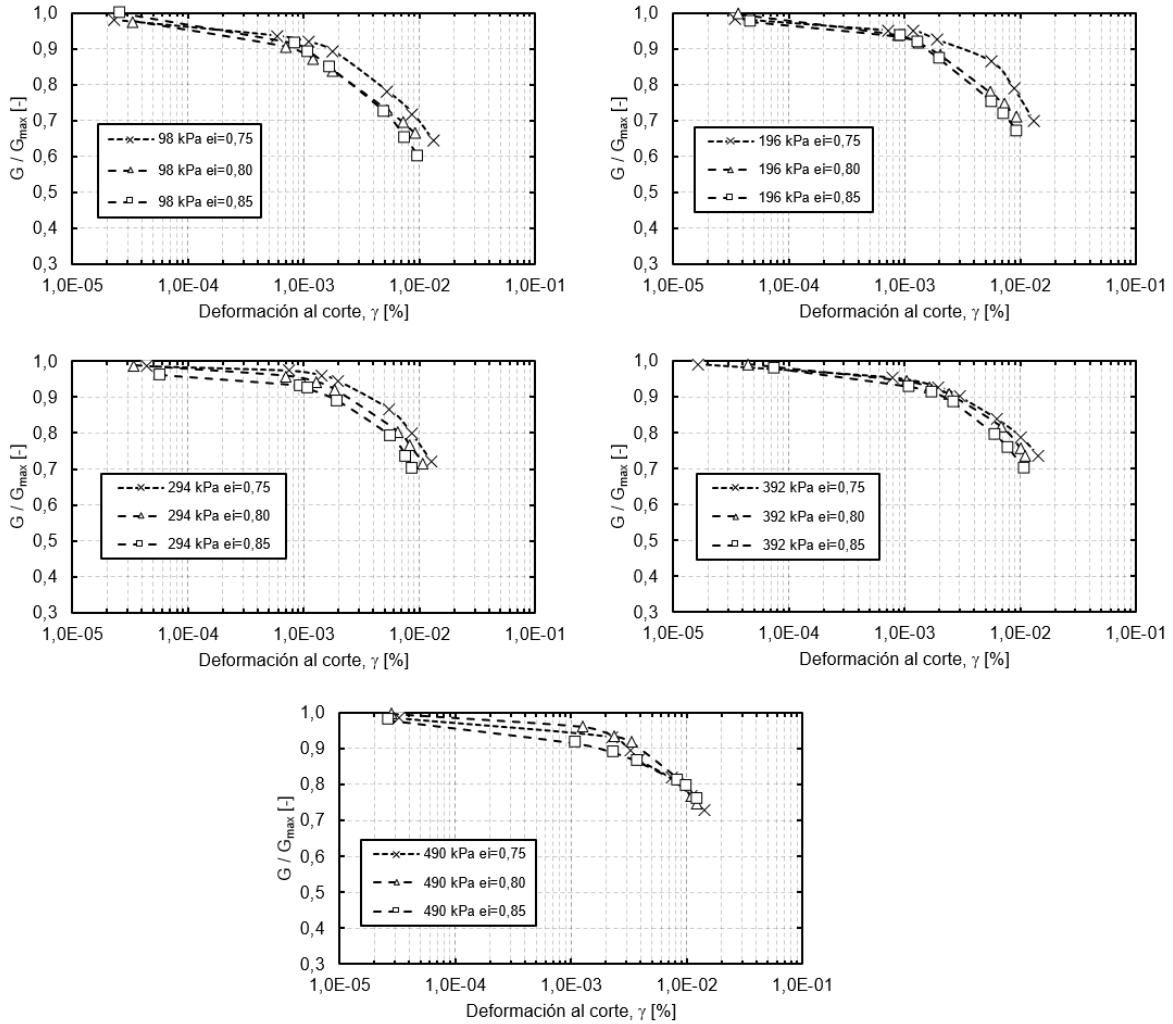 G / Gmax [-]
1,0
0,9
0,8
0,7
0,6
0,5
0,4
0,3
98 kPa ei=0,75
98 kPa ei=0,80
98 kPa ei=0,85
1,0E-05 1,0E-04 1,0E-03 1,0E-02 1,0E-01
Deformación al corte, γ [%]
G / Gmax [-]
1,0
0,9
0,8
0,7
0,6
0,5
0,4
0,3
196 kPa ei=0,75
196 kPa ei=0,80
196 kPa ei=0,85
1,0E-05 1,0E-04 1,0E-03 1,0E-02 1,0E-01
Deformación al corte, γ [%]
G / Gmax [-]
1,0
0,9
0,8
0,7
0,6
0,5
0,4
0,3
294 kPa ei=0,75
294 kPa ei=0,80
294 kPa ei=0,85
1,0E-05 1,0E-04 1,0E-03 1,0E-02 1,0E-01
Deformación al corte, γ [%]
G / Gmax [-]
1,0
0,9
0,8
0,7
0,6
0,5
0,4
0,3
392 kPa ei=0,75
392 kPa ei=0,80
392 kPa ei=0,85
1,0E-05 1,0E-04 1,0E-03 1,0E-02 1,0E-01
Deformación al corte, γ [%]
G / Gmax [-]
1,0
0,9
0,8
0,7
0,6
0,5
0,4
0,3
490 kPa ei=0,75
490 kPa ei=0,80
490 kPa ei=0,85
1,0E-05 1,0E-04 1,0E-03 1,0E-02 1,0E-01
Deformación al corte, γ [%]